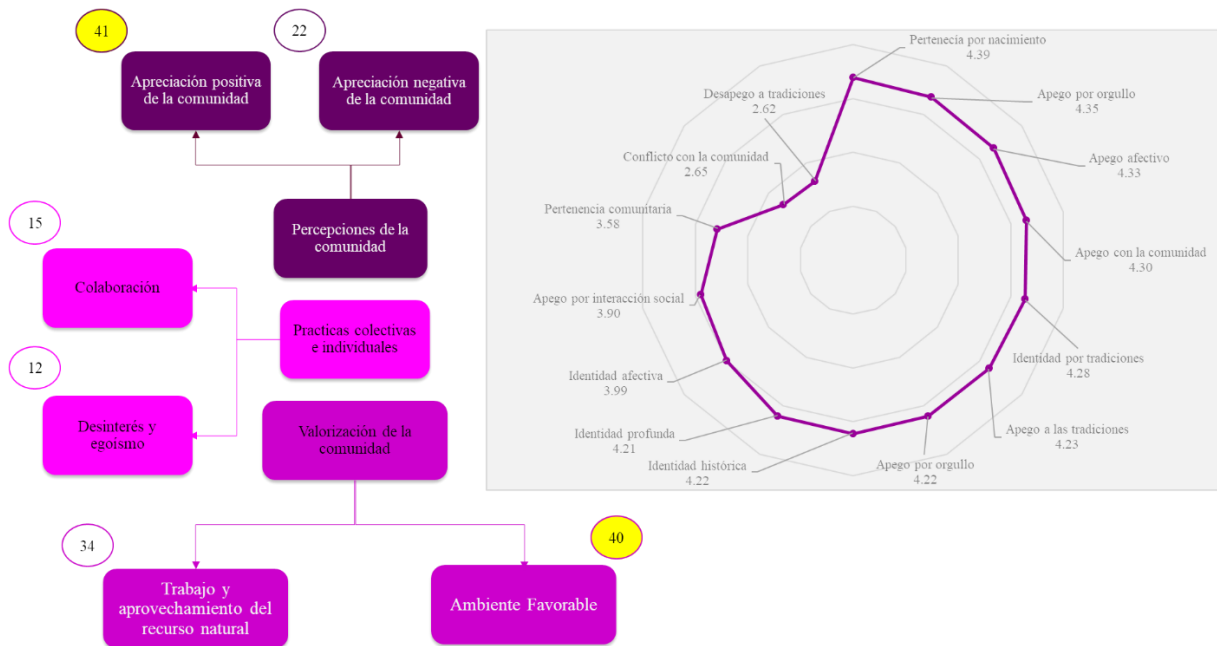 41
22
Apreciación positiva
de la comunidad
Apreciación negativa
de la comunidad
Percepciones de la
comunidad
15
Colaboración
Practicas colectivas
e individuales
12
Desinterés y
egoísmo
Valorización de la
comunidad
34
40
Trabajo y
aprovechamiento del
recurso natural
Ambiente Favorable
Pertenecia por nacimiento
4.39
Apego por orgullo
4.35
Apego afectivo
4.33
Apego con la comunidad
4.30
Identidad por tradiciones
4.28
Apego a las tradiciones
4.23
Apego por orgullo
4.22
Identidad histórica
4.22
Identidad profunda
4.21
Identidad afectiva
3.99
Apego por interacción social
3.90
Pertenencia comunitaria
3.58
Conflicto con la comunidad
2.65
Desapego a tradiciones
2.62